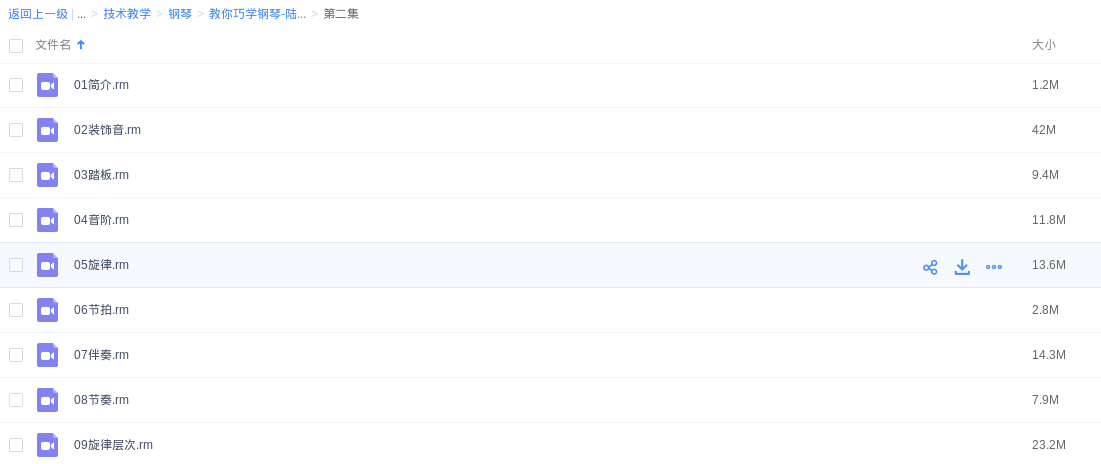 返回上一级 | ... > 技术教学 > 钢琴 > 教你巧学钢琴-陆... > 第二集
文件名 大小
01简介.rm 1.2M
02装饰音.rm 42M
03踏板.rm 9.4M
04音阶.rm 11.8M
05旋律.rm 13.6M
06节拍.rm 2.8M
07伴奏.rm 14.3M
08节奏.rm 7.9M
09旋律层次.rm 23.2M